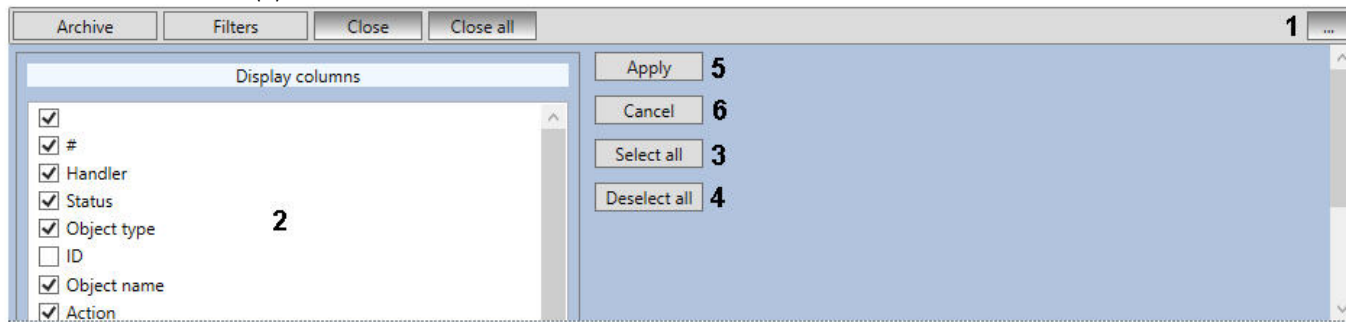 Archive Filters Close Close all 1 ...
Display columns
Apply 5
Cancel 6
#
Select all 3
Handler
Status
Deselect all 4
Object type
2
ID
Object name
Action